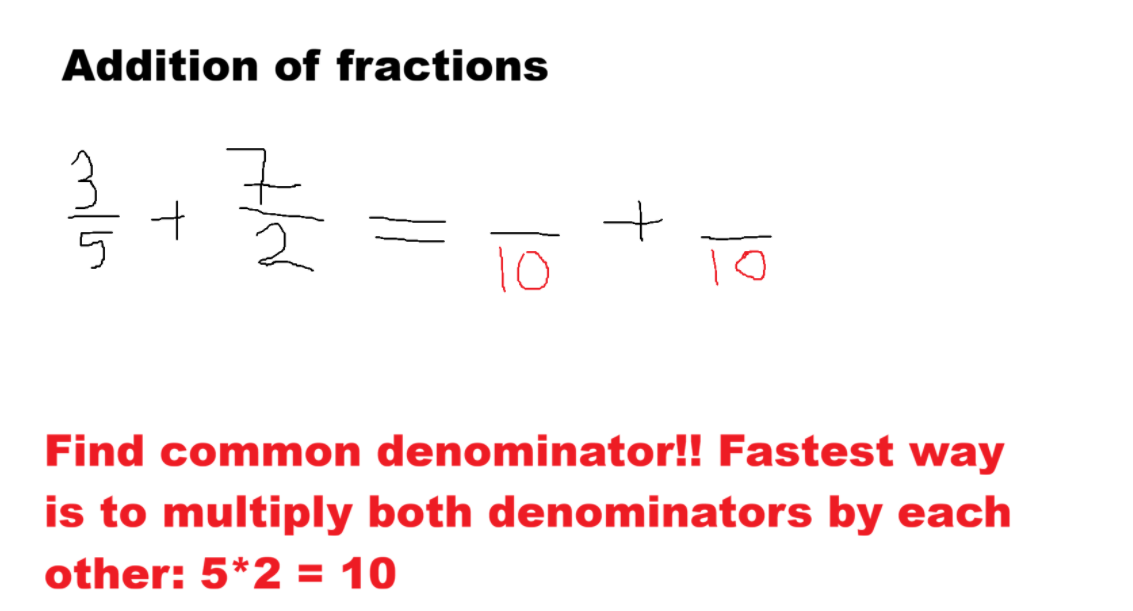 Addition of fractions
3/5 + 7/2 = /10 + /10
Find common denominator!! Fastest way
is to multiply both denominators by each
other: 5*2 = 10